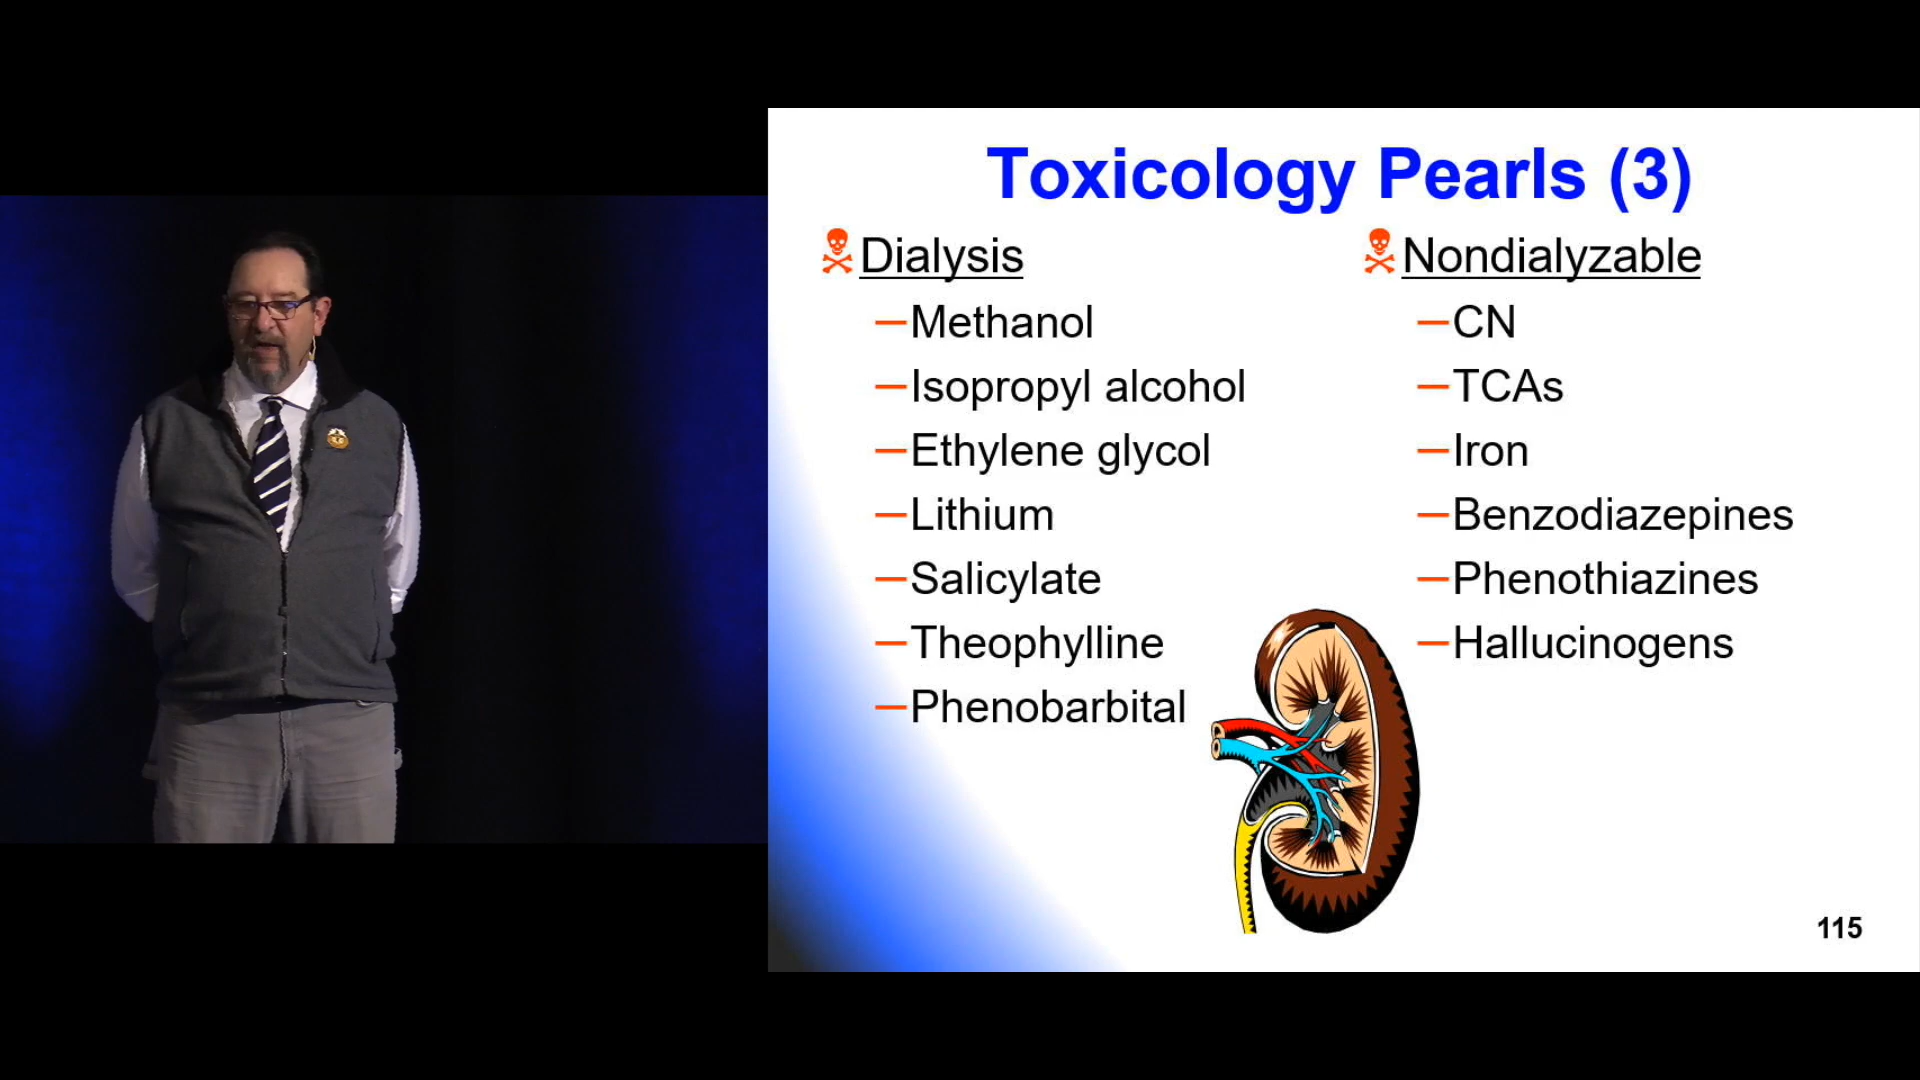 Toxicology Pearls (3)
Dialysis
—Methanol
—Isopropyl alcohol
—Ethylene glycol
—Lithium
—Salicylate
—Theophylline
—Phenobarbital
Nondialyzable
—CN
—TCAs
—Iron
—Benzodiazepines
—Phenothiazines
—Hallucinogens
115